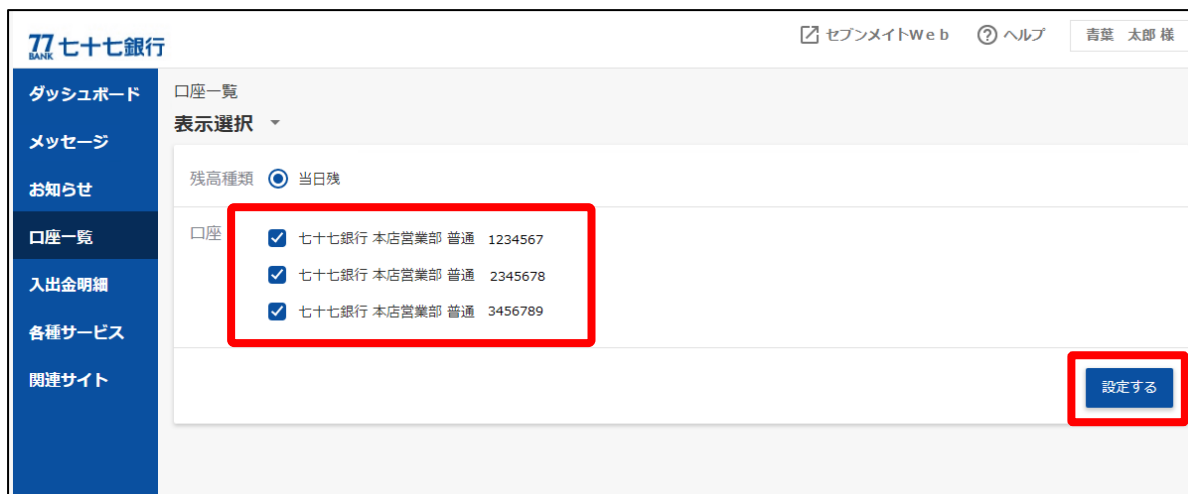 77 BANK 七十七銀行
セブンメイトWeb ヘルプ 青葉 太郎 様
ダッシュボード
メッセージ
お知らせ
口座一覧
入出金明細
各種サービス
関連サイト
口座一覧
表示選択
残高種類 当日残
口座 七十七銀行 本店営業部 普通 1234567
七十七銀行 本店営業部 普通 2345678
七十七銀行 本店営業部 普通 3456789
設定する